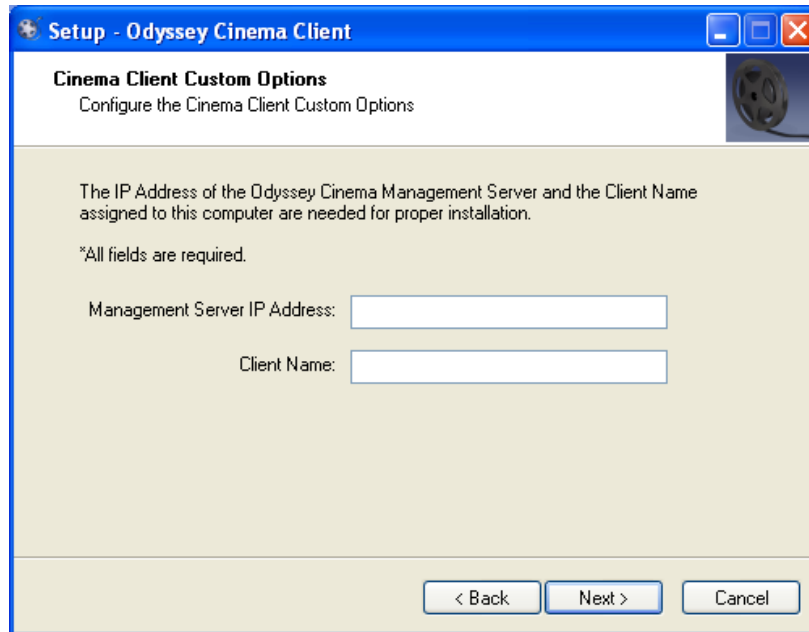 Setup - Odyssey Cinema Client
Cinema Client Custom Options
Configure the Cinema Client Custom Options
The IP Address of the Odyssey Cinema Management Server and the Client Name
assigned to this computer are needed for proper installation.
*All fields are required.
Management Server IP Address:
Client Name:
< Back Next > Cancel